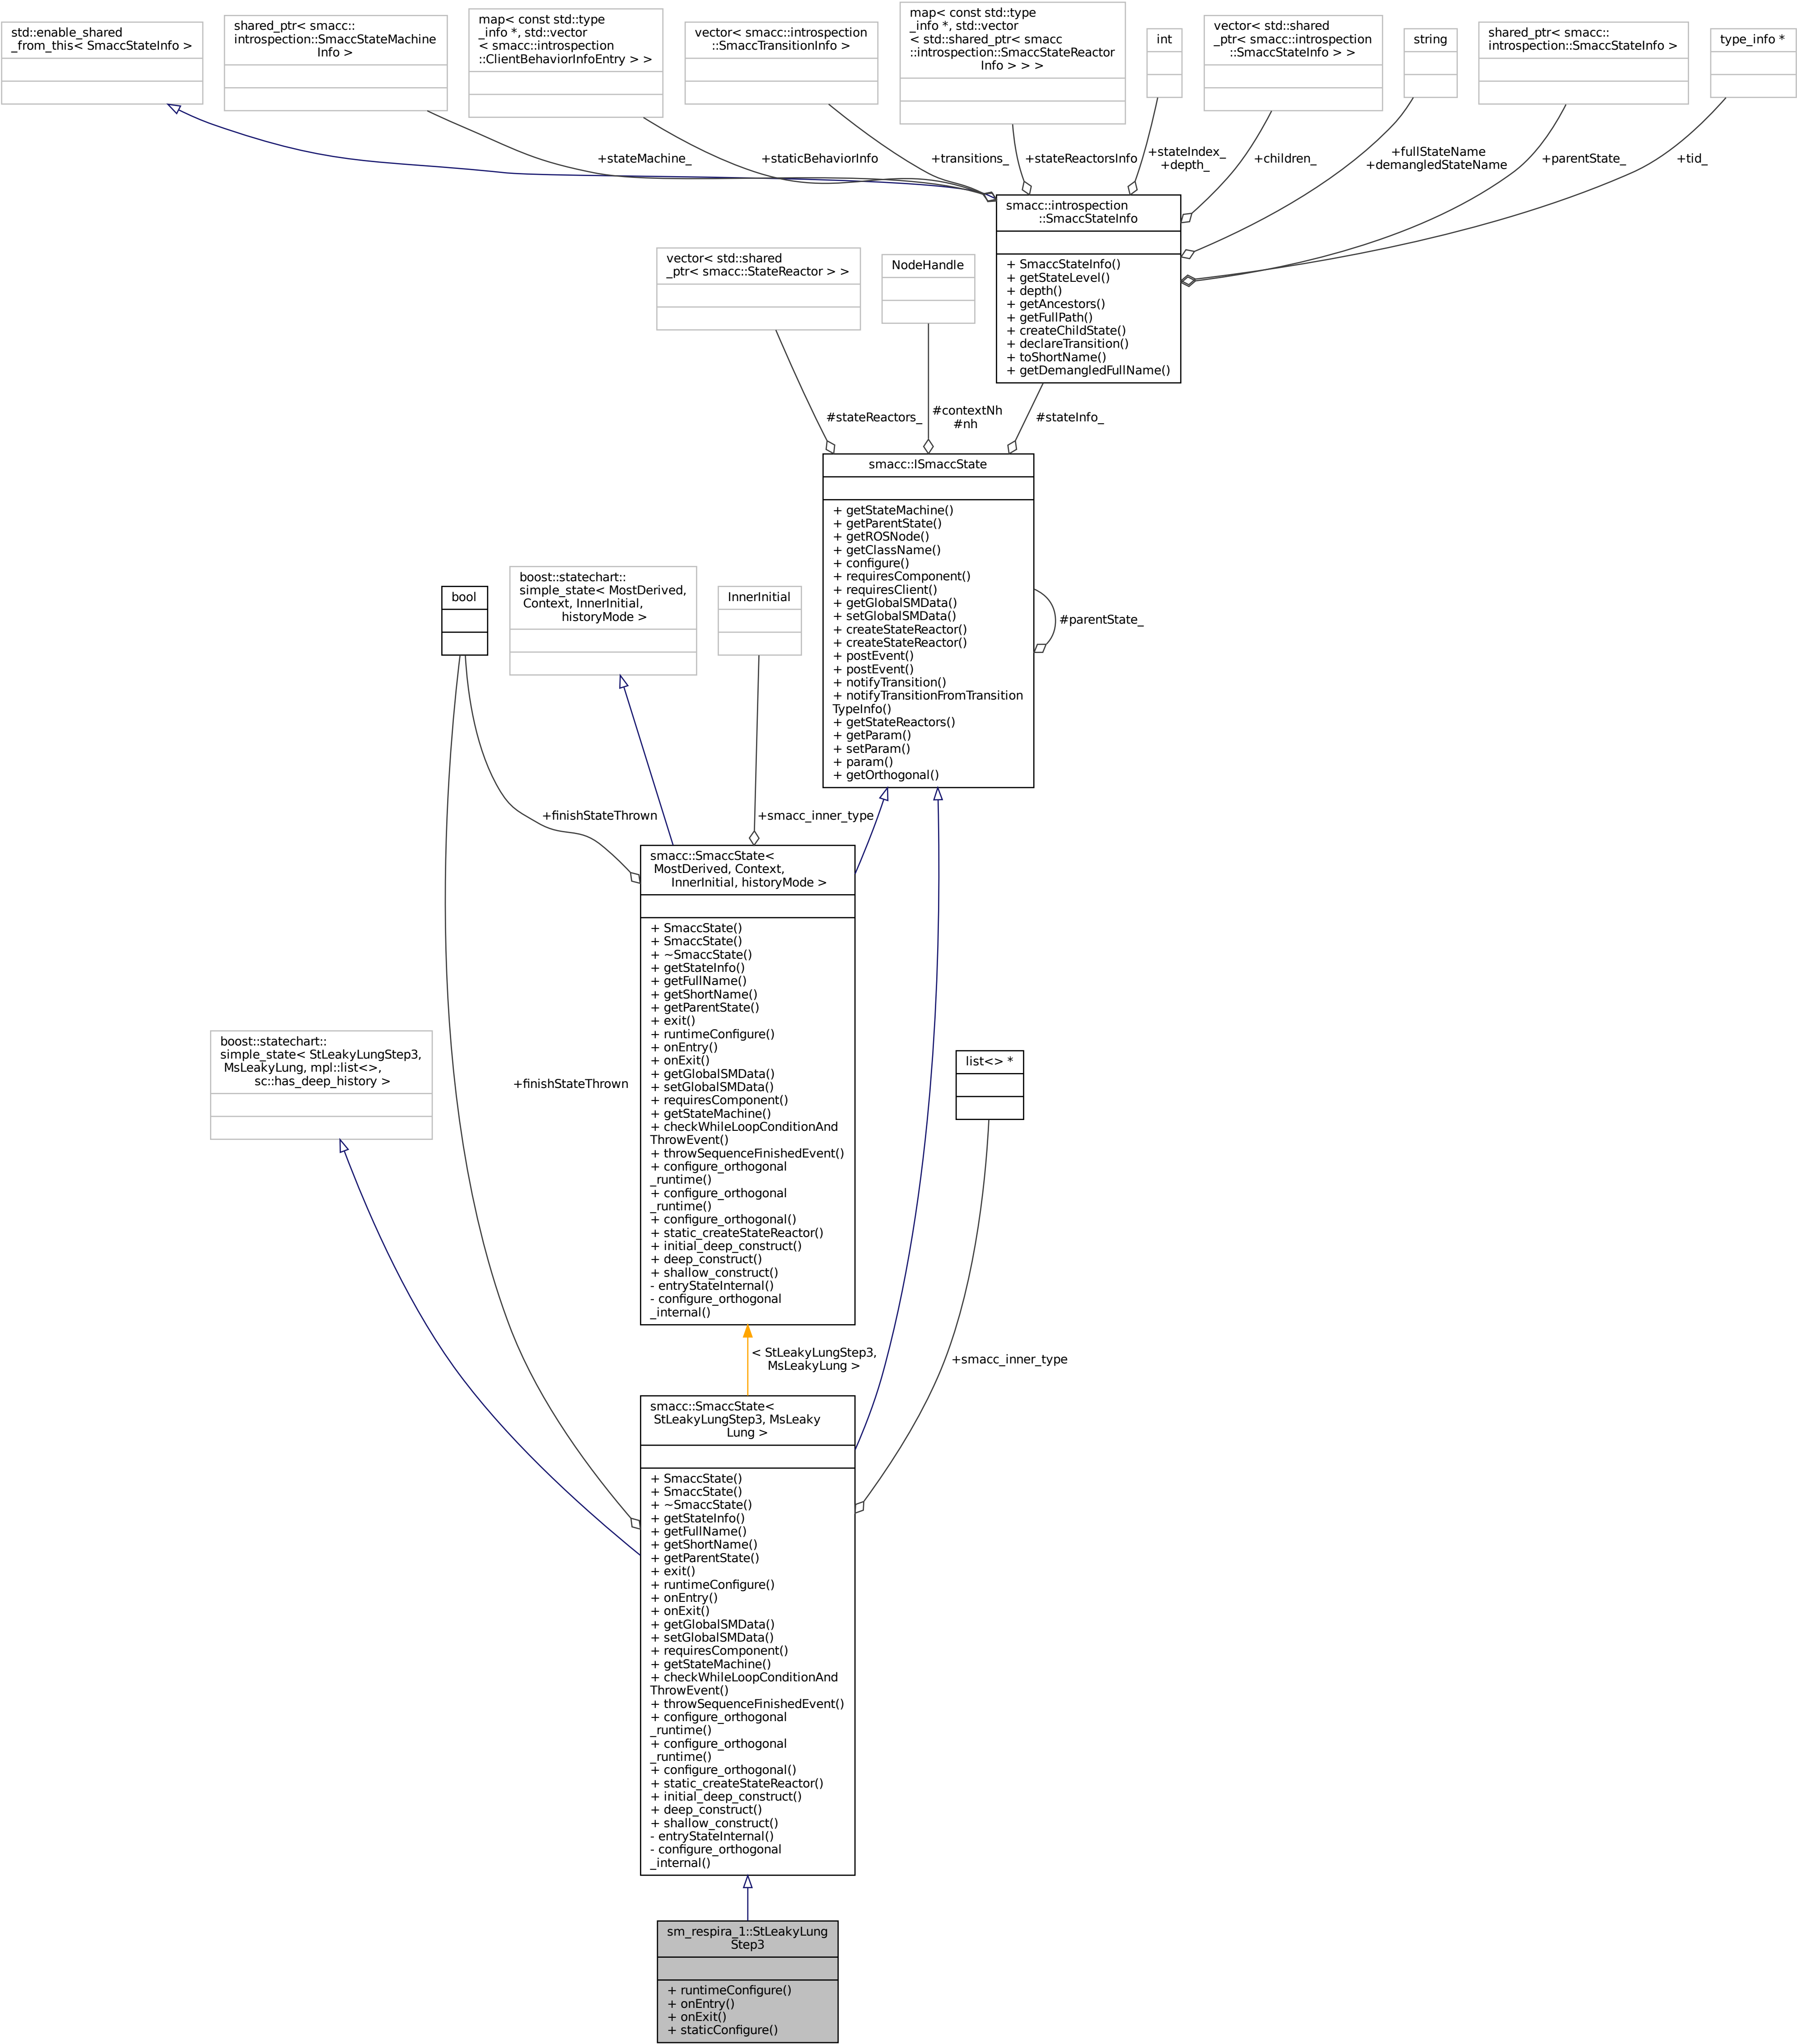 std::enable_shared
_from_this< SmaccStateInfo >
shared_ptr< smacc::
introspection::SmaccStateMachine
Info >
map< const std::type
_info *, std::vector
< smacc::introspection
::ClientBehaviorInfoEntry > >
vector< smacc::introspection
::SmaccTransitionInfo >
map< const std::type
_info *, std::vector
< std::shared_ptr< smacc
::introspection::SmaccStateReactor
Info > > >
int
vector< std::shared
_ptr< smacc::introspection
::SmaccStateInfo > >
string
shared_ptr< smacc::
introspection::SmaccStateInfo >
type_info *
+stateMachine_
+staticBehaviorInfo
+transitions_
+stateReactorsInfo
+stateIndex_
+depth_
+children_
+fullStateName
+demangledStateName
+parentState_
+tid_
smacc::introspection
::SmaccStateInfo
+ SmaccStateInfo()
+ getStateLevel()
+ depth()
+ getAncestors()
+ getFullPath()
+ createChildState()
+ declareTransition()
+ toShortName()
+ getDemangledFullName()
vector< std::shared
_ptr< smacc::StateReactor > >
NodeHandle
#stateReactors_
#contextNh
#nh
#stateInfo_
smacc::ISmaccState
+ getStateMachine()
+ getParentState()
+ getROSNode()
+ getClassName()
+ configure()
+ requiresComponent()
+ requiresClient()
+ getGlobalSMData()
+ setGlobalSMData()
+ createStateReactor()
+ createStateReactor()
+ postEvent()
+ postEvent()
+ notifyTransition()
+ notifyTransitionFromTransition
TypeInfo()
+ getStateReactors()
+ getParam()
+ setParam()
+ param()
+ getOrthogonal()
#parentState_
bool
boost::statechart::
simple_state< MostDerived,
Context, InnerInitial,
historyMode >
InnerInitial
+finishStateThrown
+smacc_inner_type
smacc::SmaccState<
MostDerived, Context,
InnerInitial, historyMode >
+ SmaccState()
+ SmaccState()
+ ~SmaccState()
+ getStateInfo()
+ getFullName()
+ getShortName()
+ getParentState()
+ exit()
+ runtimeConfigure()
+ onEntry()
+ onExit()
+ getGlobalSMData()
+ setGlobalSMData()
+ requiresComponent()
+ getStateMachine()
+ checkWhileLoopConditionAnd
ThrowEvent()
+ throwSequenceFinishedEvent()
+ configure_orthogonal
_runtime()
+ configure_orthogonal
_runtime()
+ configure_orthogonal()
+ static_createStateReactor()
+ initial_deep_construct()
+ deep_construct()
+ shallow_construct()
- entryStateInternal()
- configure_orthogonal
_internal()
boost::statechart::
simple_state< StLeakyLungStep3,
MsLeakyLung, mpl::list<>,
sc::has_deep_history >
+finishStateThrown
list<> *
< StLeakyLungStep3,
MsLeakyLung >
+smacc_inner_type
smacc::SmaccState<
StLeakyLungStep3, MsLeaky
Lung >
+ SmaccState()
+ SmaccState()
+ ~SmaccState()
+ getStateInfo()
+ getFullName()
+ getShortName()
+ getParentState()
+ exit()
+ runtimeConfigure()
+ onEntry()
+ onExit()
+ getGlobalSMData()
+ setGlobalSMData()
+ requiresComponent()
+ getStateMachine()
+ checkWhileLoopConditionAnd
ThrowEvent()
+ throwSequenceFinishedEvent()
+ configure_orthogonal
_runtime()
+ configure_orthogonal
_runtime()
+ configure_orthogonal()
+ static_createStateReactor()
+ initial_deep_construct()
+ deep_construct()
+ shallow_construct()
- entryStateInternal()
- configure_orthogonal
_internal()
sm_respira_1::StLeakyLung
Step3
+ runtimeConfigure()
+ onEntry()
+ onExit()
+ staticConfigure()